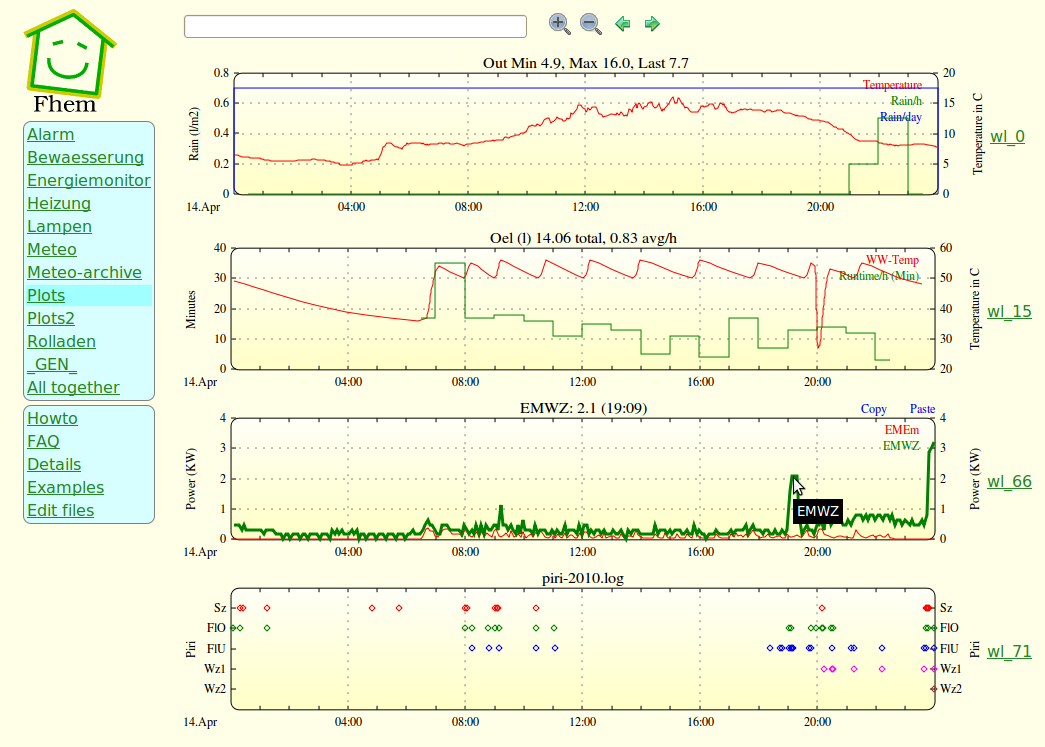 Fhem
Alarm
Bewaesserung
Energiemonitor
Heizung
Lampen
Meteo
Meteo-archive
Plots
Plots2
Rolladen
_GEN_
All together
Howto
FAQ
Details
Examples
Edit files
Out Min 4.9, Max 16.0, Last 7.7
0.8
0.6
0.4
0.2
0
Rain (l/m2)
Temperature
Rain/h
Rain/day
20
15
10
5
0
Temperature in C
wl_0
14.Apr 04:00 08:00 12:00 16:00 20:00
Oel (l) 14.06 total, 0.83 avg/h
40
30
20
10
0
Minutes
WW-Temp
Runtime/h (Min)
60
50
40
30
20
Temperature in C
wl_15
14.Apr 04:00 08:00 12:00 16:00 20:00
EMWZ: 2.1 (19:09)
Copy Paste
4
3
2
1
0
Power (KW)
EMEm
EMWZ
EMWZ
4
3
2
1
0
Power (KW)
wl_66
14.Apr 04:00 08:00 12:00 16:00 20:00
piri-2010.log
Sz
FlO
FlU
Wz1
Wz2
Piri
Sz
FlO
FlU
Wz1
Wz2
Piri
wl_71
14.Apr 04:00 08:00 12:00 16:00 20:00